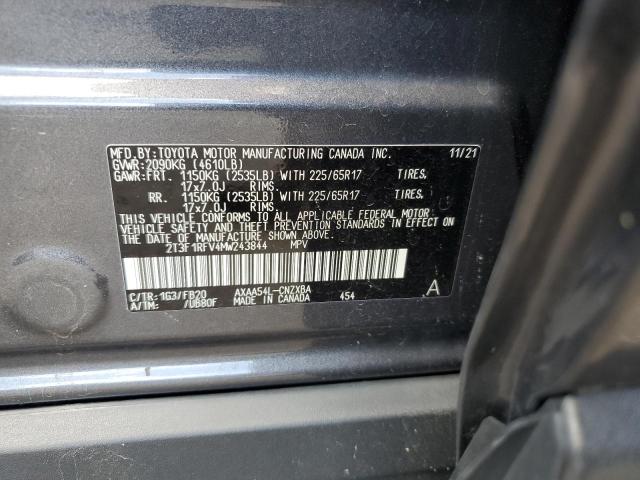 MFD.BY:TOYOTA MOTOR MANUFACTURING CANADA INC. 11/21
GVWR:2090KG (4610LB)
GAWR:FRT. 1150KG (2535LB) WITH 225/65R17 TIRES,
17x7.0J RIMS.
RR. 1150KG (2535LB) WITH 225/65R17 TIRES,
17x7.0J RIMS.
THIS VEHICLE CONFORMS TO ALL APPLICABLE FEDERAL MOTOR
VEHICLE SAFETY AND THEFT PREVENTION STANDARDS IN EFFECT ON
THE DATE OF MANUFACTURE SHOWN ABOVE.
2T3F1RFV4MW243844 MPV
C/TR:1G3/FB20 AXAA54L-CNZXBA
A/TM: /UB80F MADE IN CANADA 454 A